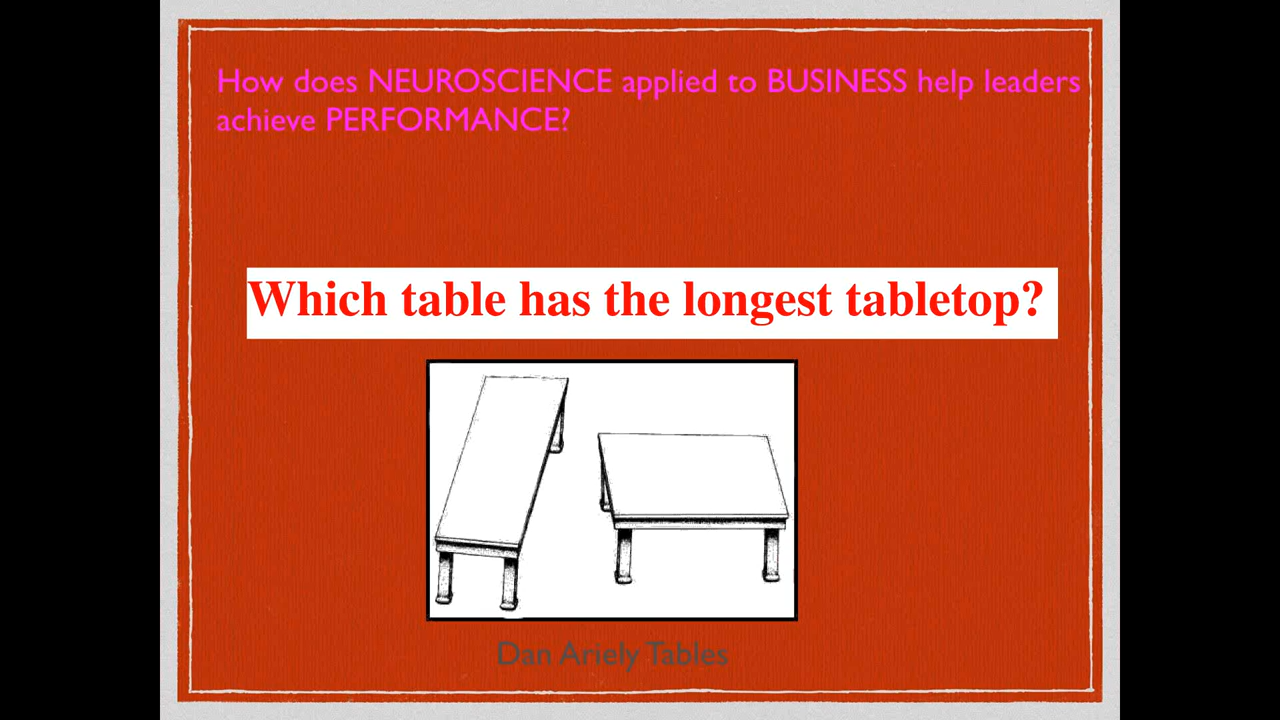 How does NEUROSCIENCE applied to BUSINESS help leaders
achieve PERFORMANCE?
Which table has the longest tabletop?
Dan Ariely Tables